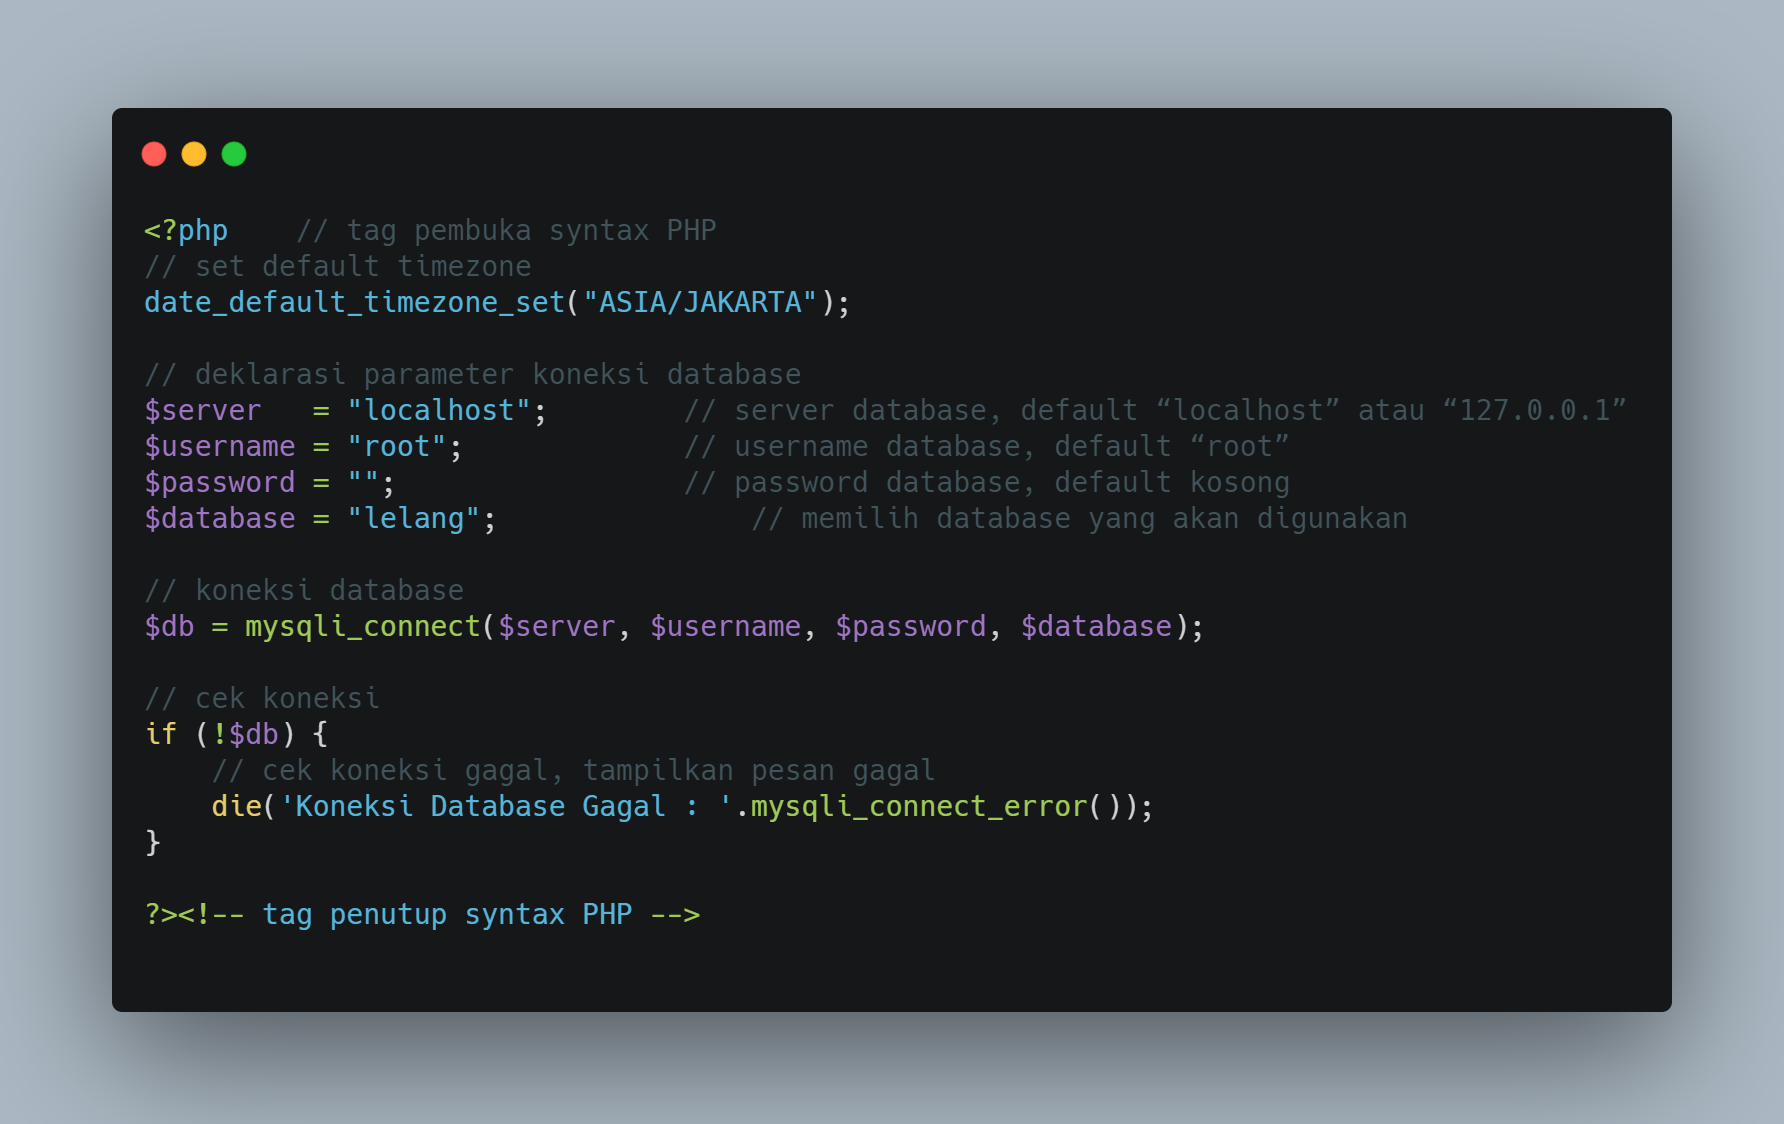 <?php    // tag pembuka syntax PHP
// set default timezone
date_default_timezone_set("ASIA/JAKARTA");
// deklarasi parameter koneksi database
$server   = "localhost";        // server database, default “localhost” atau “127.0.0.1”
$username = "root";             // username database, default “root”
$password = "";                 // password database, default kosong
$database = "lelang";               // memilih database yang akan digunakan
// koneksi database
$db = mysqli_connect($server, $username, $password, $database);
// cek koneksi
if (!$db) {
    // cek koneksi gagal, tampilkan pesan gagal
    die('Koneksi Database Gagal : '.mysqli_connect_error());
}
?><!-- tag penutup syntax PHP -->